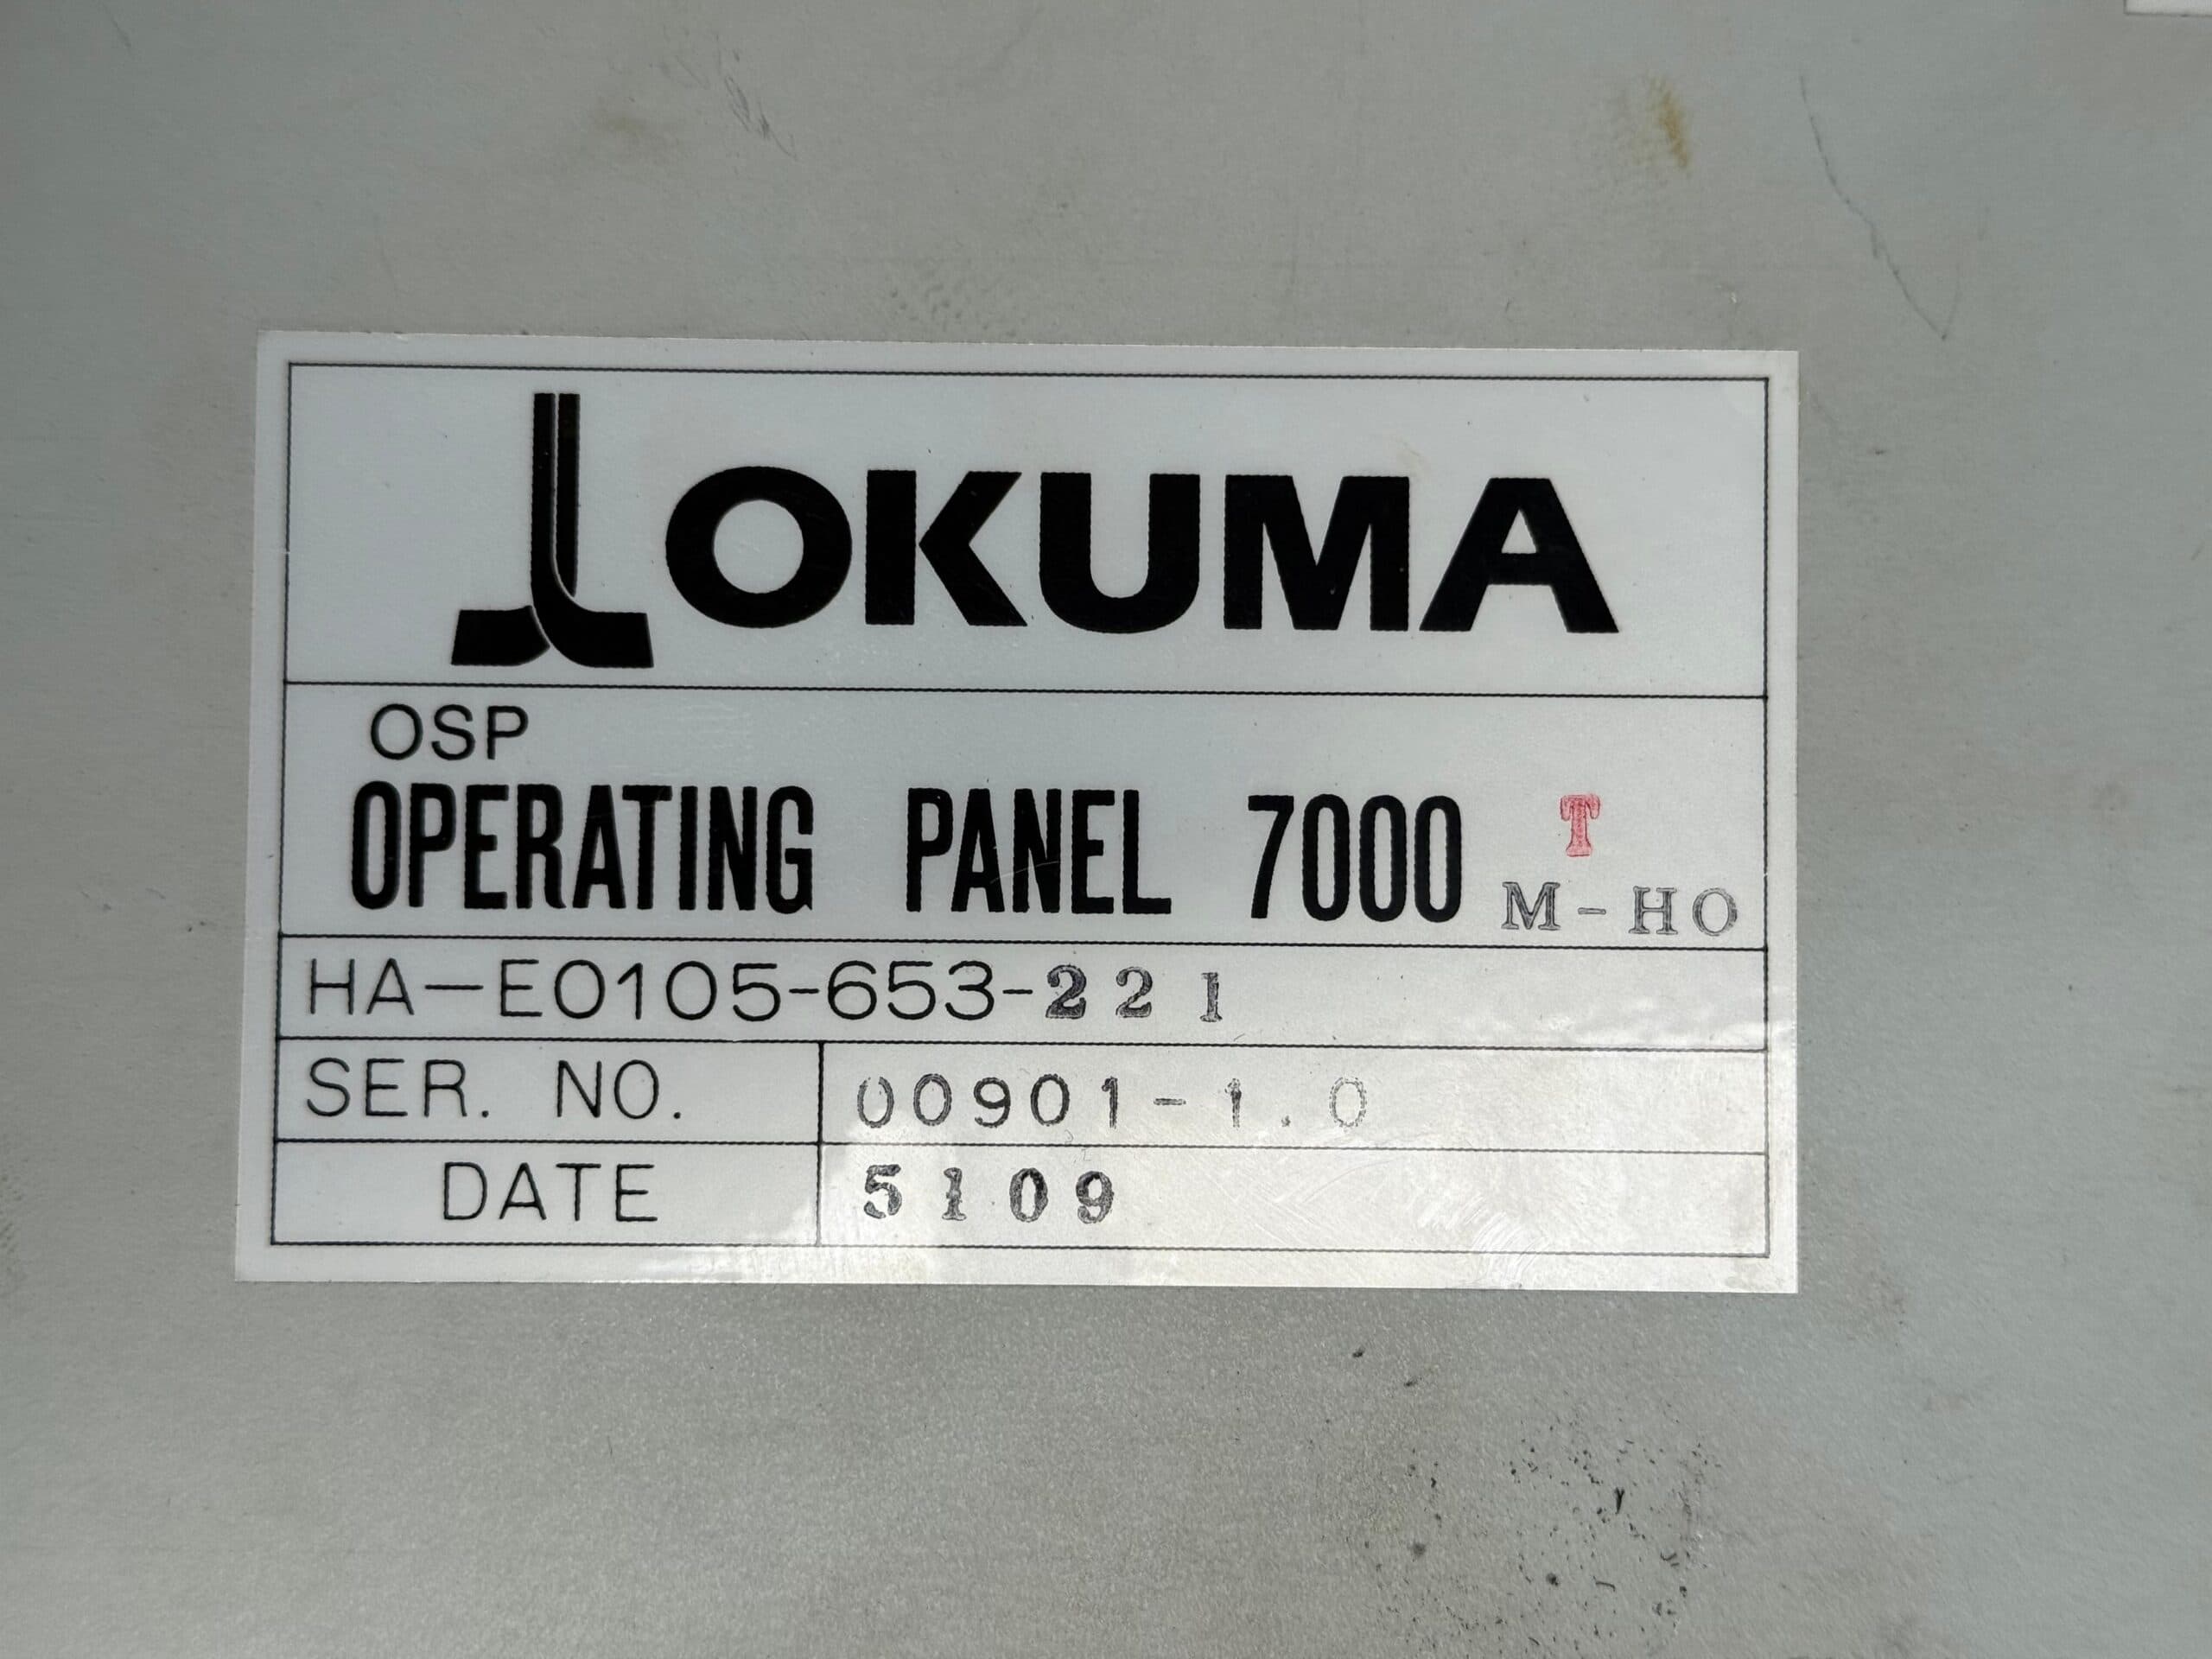 OKUMA
OSP
OPERATING PANEL 7000 T
M-HO
HA-E0105-653-221
SER. NO. 00901-1.0
DATE 5109